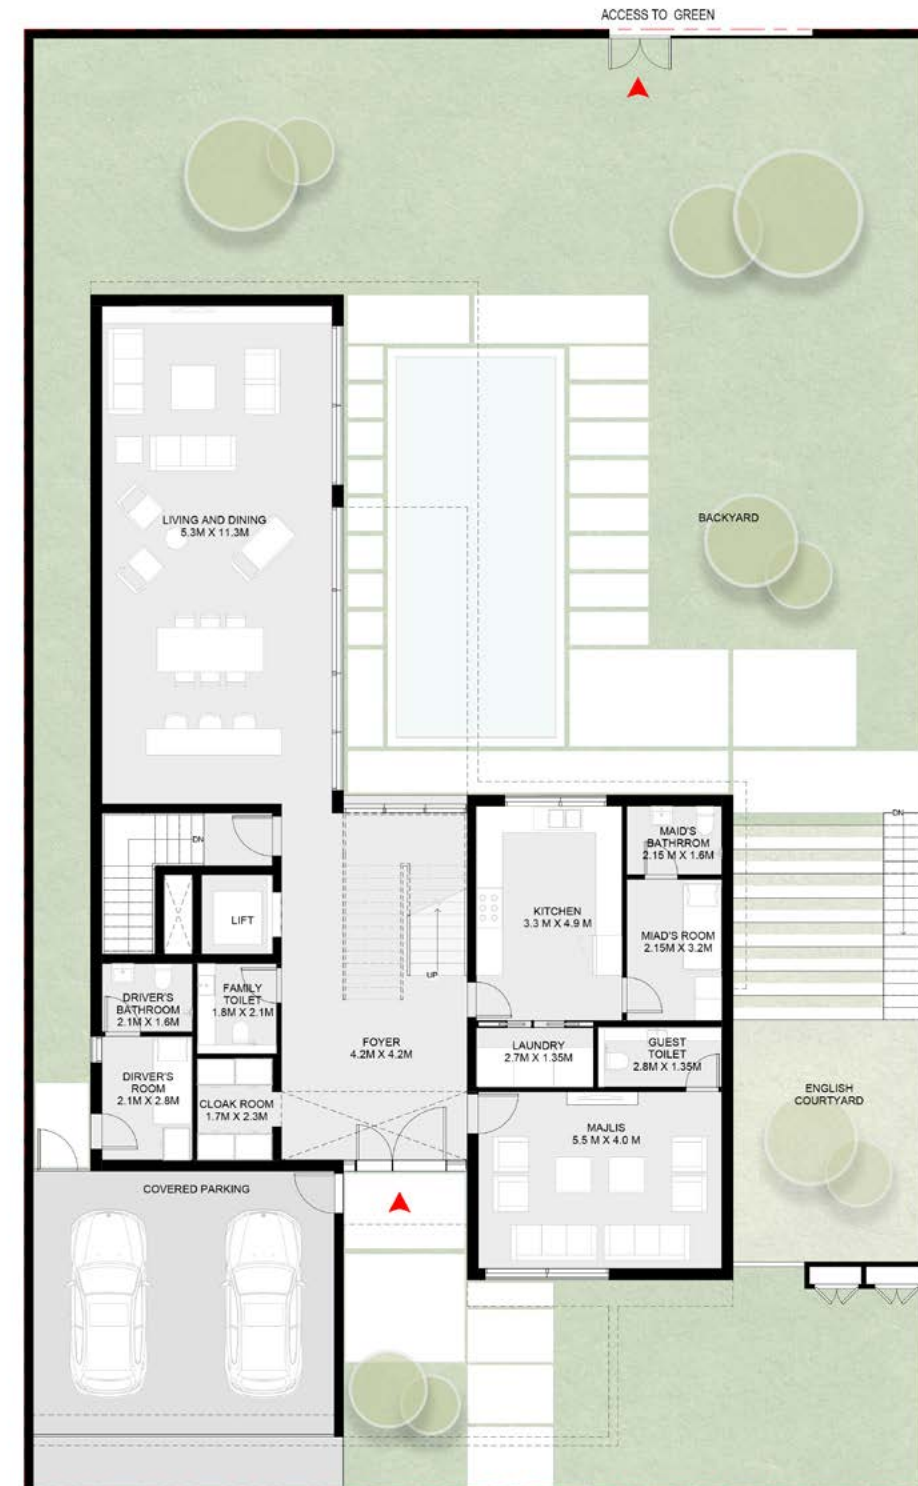 ACCESS TO GREEN
LIVING AND DINING
5.3M X 11.3M
BACKYARD
DN
DN
MAID'S
BATHRROM
2.15 M X 1.6M
LIFT
KITCHEN
3.3 M X 4.9 M
MIAD'S ROOM
2.15M X 3.2M
UP
DRIVER'S
BATHROOM
2.1M X 1.6M
FAMILY
TOILET
1.8M X 2.1M
FOYER
4.2M X 4.2M
LAUNDRY
2.7M X 1.35M
GUEST
TOILET
2.8M X 1.35M
DIRVER'S
ROOM
2.1M X 2.8M
CLOAK ROOM
1.7M X 2.3M
ENGLISH
COURTYARD
MAJLIS
5.5 M X 4.0 M
COVERED PARKING